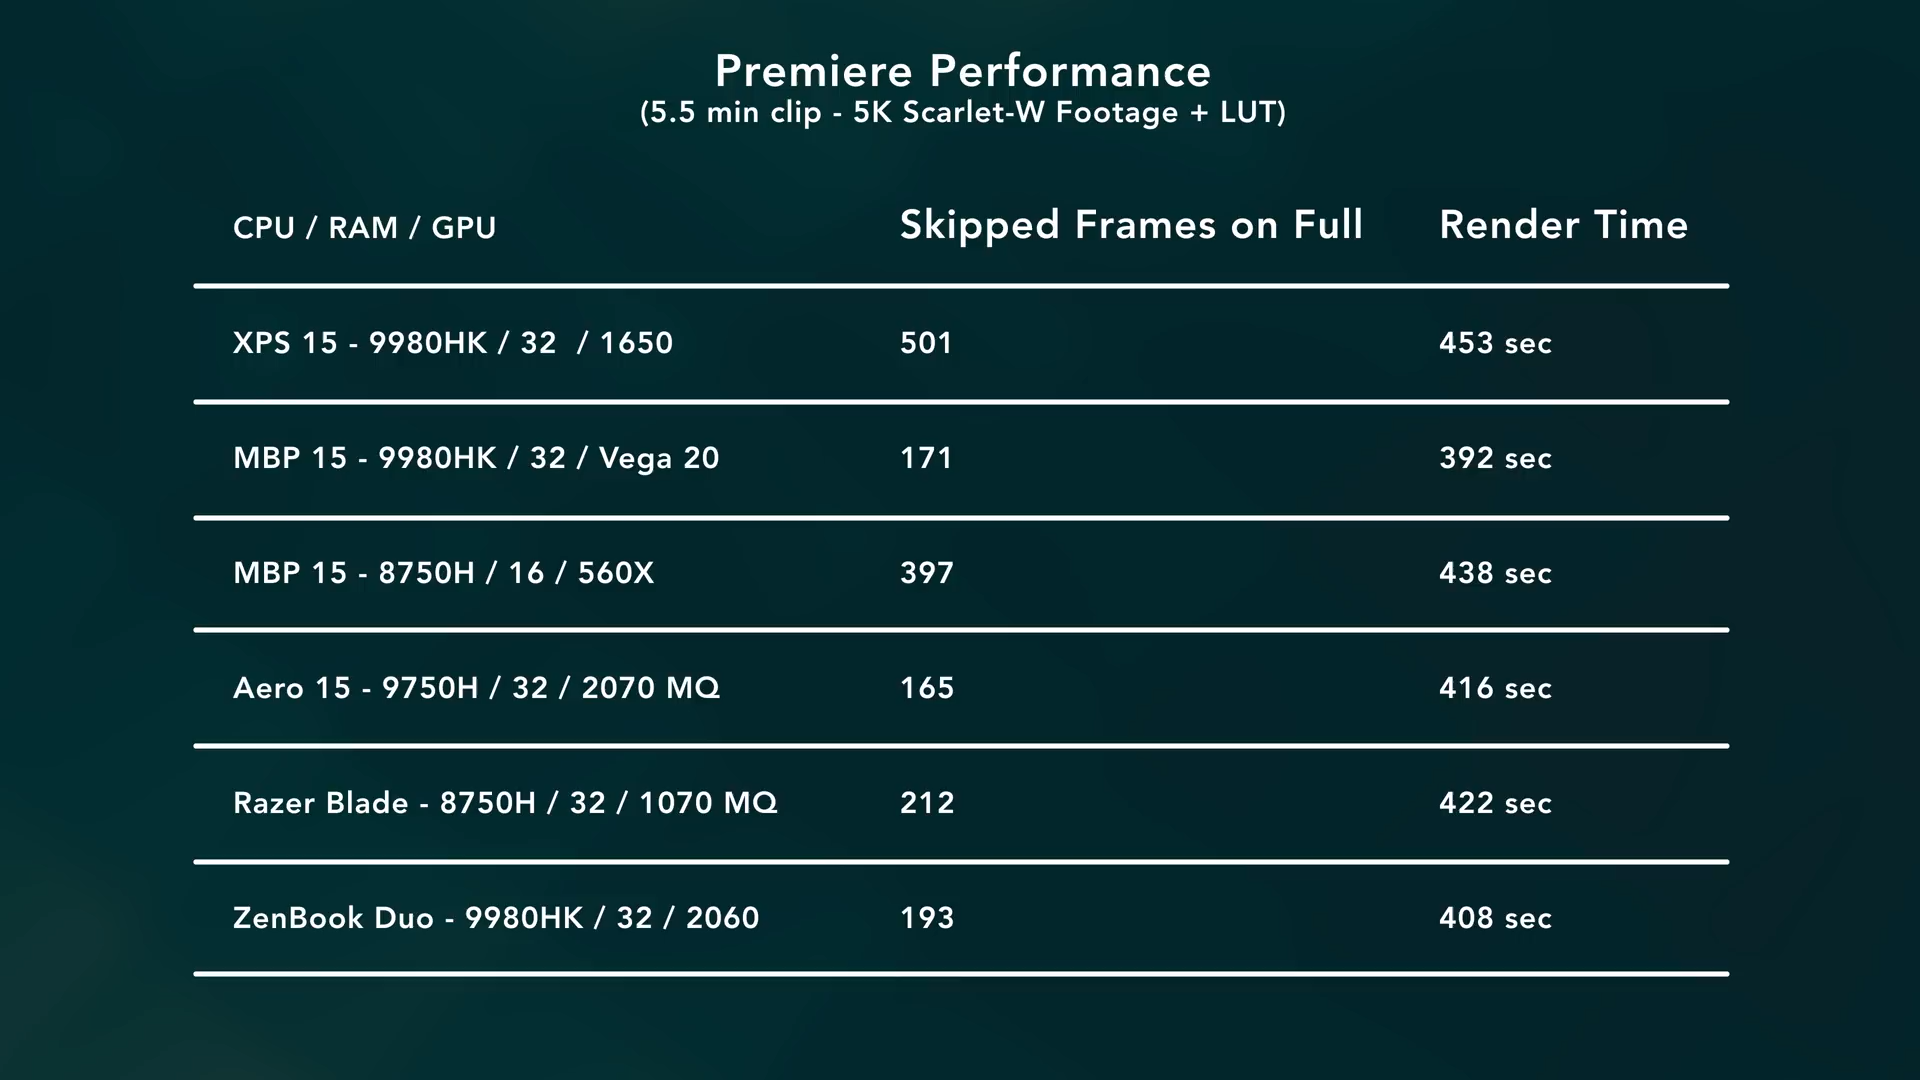 Premiere Performance
(5.5 min clip - 5K Scarlet-W Footage + LUT)
CPU / RAM / GPU Skipped Frames on Full Render Time
XPS 15 - 9980HK / 32 / 1650 501 453 sec
MBP 15 - 9980HK / 32 / Vega 20 171 392 sec
MBP 15 - 8750H / 16 / 560X 397 438 sec
Aero 15 - 9750H / 32 / 2070 MQ 165 416 sec
Razer Blade - 8750H / 32 / 1070 MQ 212 422 sec
ZenBook Duo - 9980HK / 32 / 2060 193 408 sec